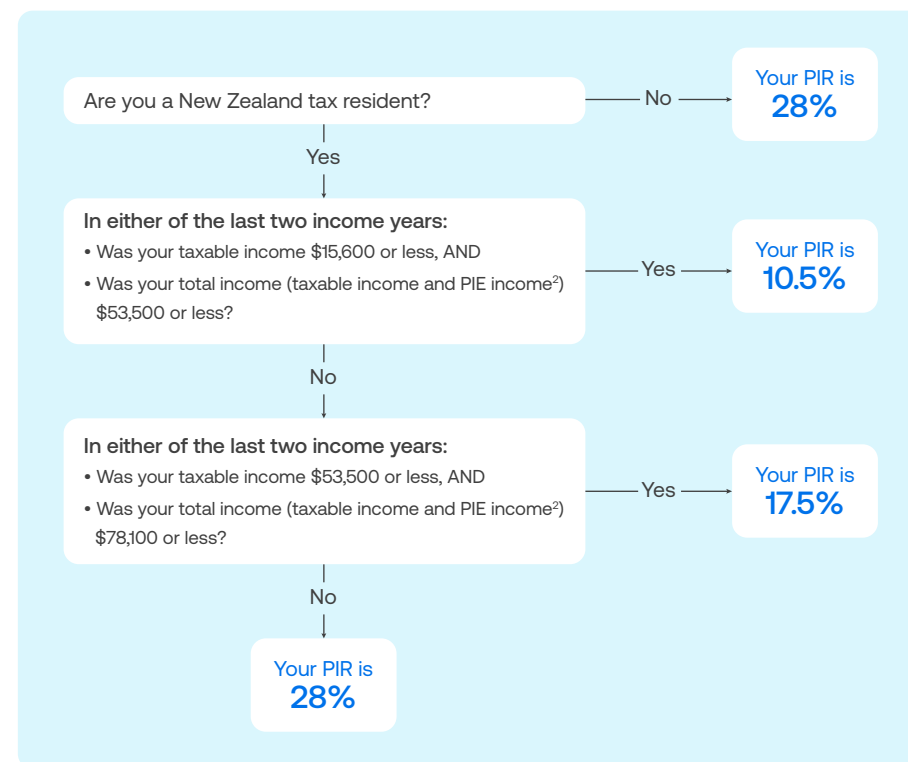 Are you a New Zealand tax resident?
No
Your PIR is
28%
Yes
In either of the last two income years:
• Was your taxable income $15,600 or less, AND
• Was your total income (taxable income and PIE income²)
$53,500 or less?
Yes
Your PIR is
10.5%
No
In either of the last two income years:
• Was your taxable income $53,500 or less, AND
• Was your total income (taxable income and PIE income²)
$78,100 or less?
Yes
Your PIR is
17.5%
No
Your PIR is
28%